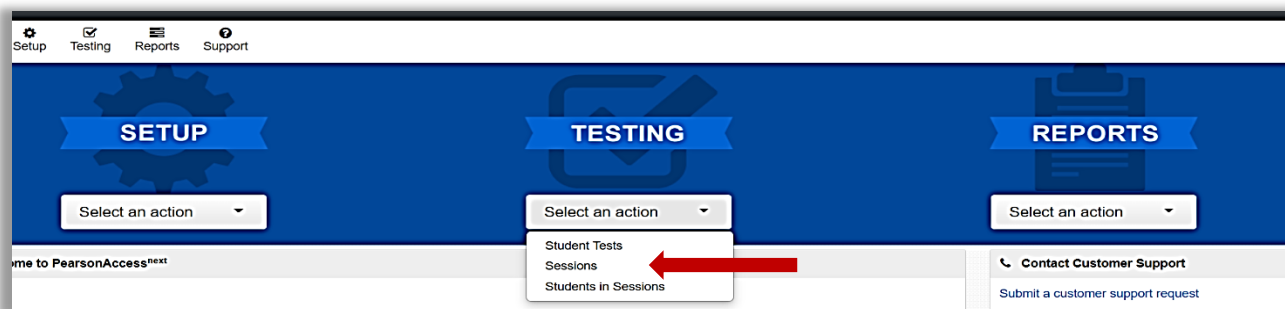 Setup Testing Reports Support
SETUP TESTING REPORTS
Select an action Select an action Select an action
Student Tests
Sessions
Students in Sessions
ome to PearsonAccessnext
Contact Customer Support
Submit a customer support request